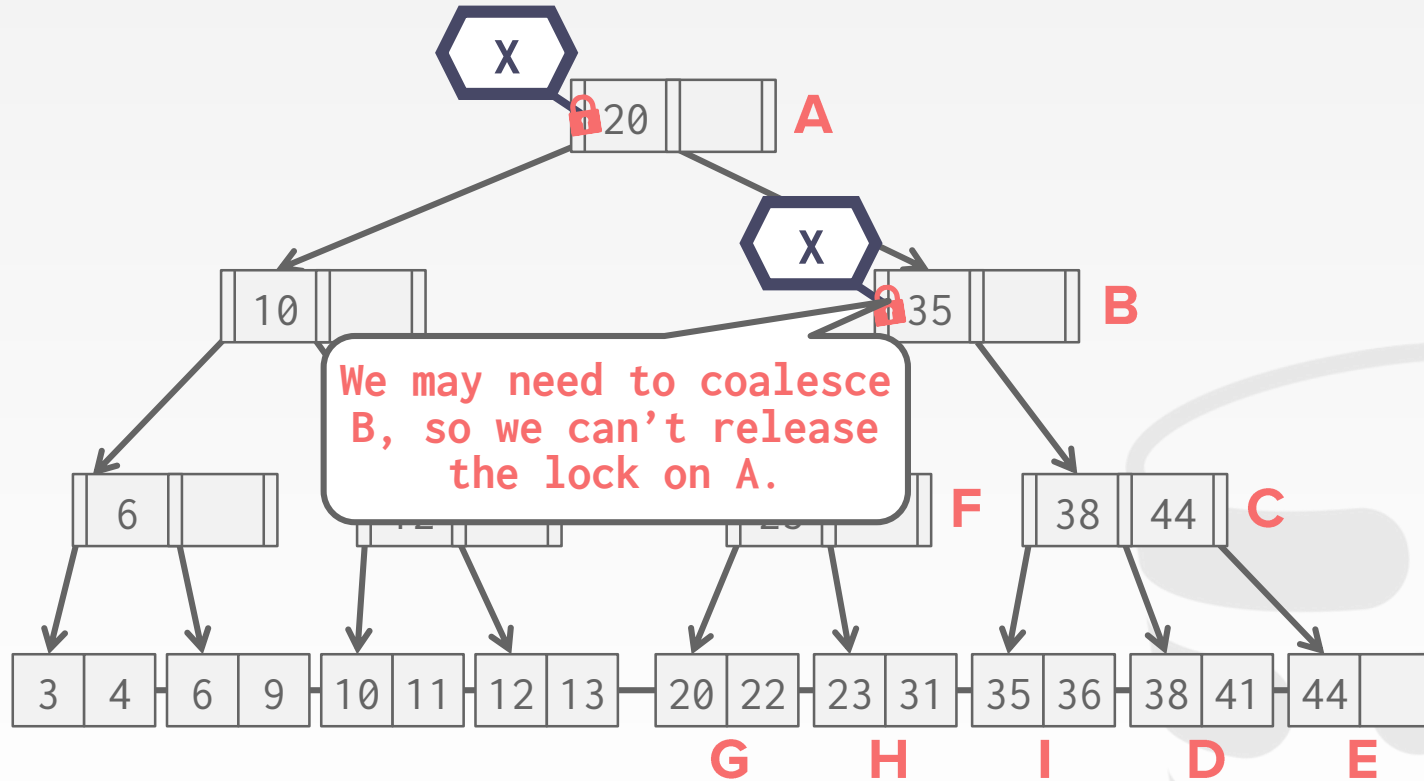 X
20
A
X
10
35
B
We may need to coalesce
B, so we can’t release
the lock on A.
6
F
38 44
C
3 4 6 9 10 11 12 13 20 22 23 31 35 36 38 41 44
G H I D E